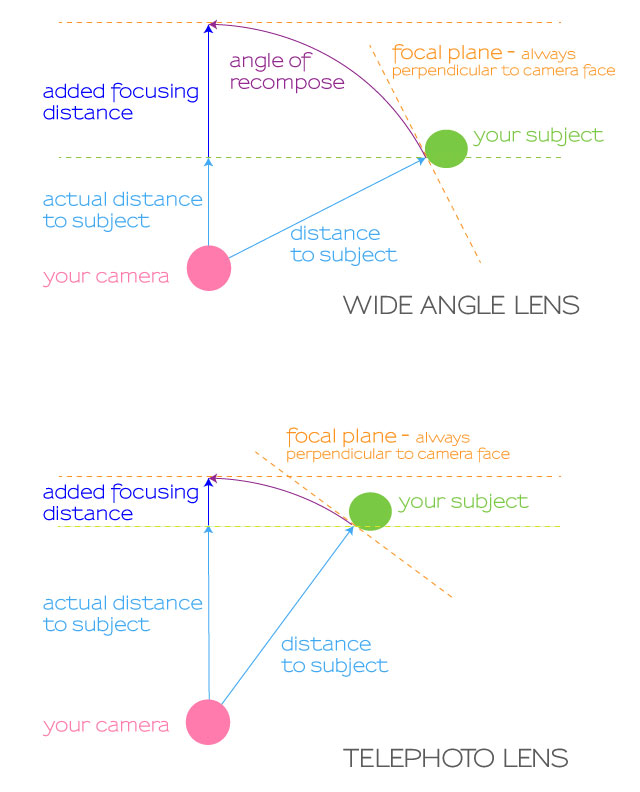 focal plane - always
perpendicular to camera face
angle of
recompose
added focusing
distance
your subject
actual distance
to subject
distance
to subject
your camera
WIDE ANGLE LENS
focal plane - always
perpendicular to camera face
added focusing
distance
your subject
actual distance
to subject
distance
to subject
your camera
TELEPHOTO LENS